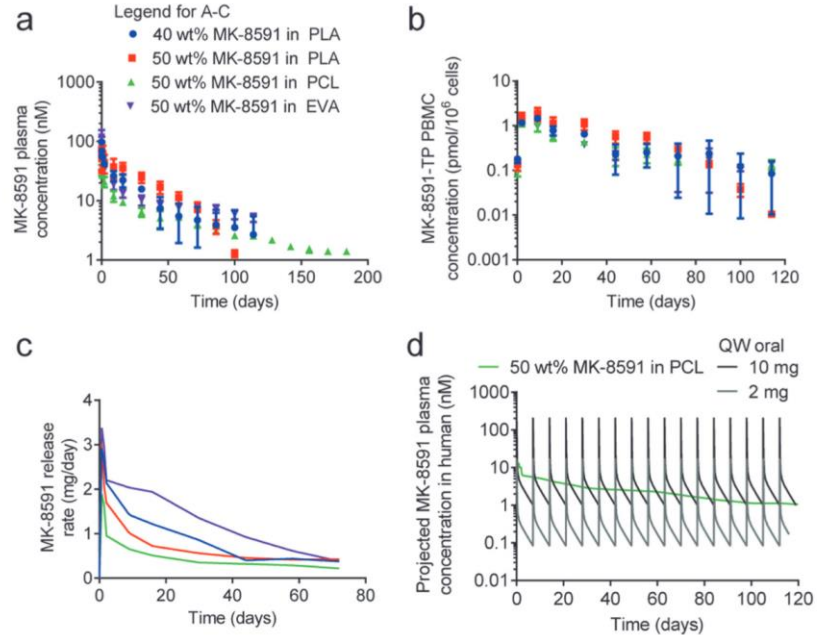 a
Legend for A-C
40 wt% MK-8591 in PLA
50 wt% MK-8591 in PLA
50 wt% MK-8591 in PCL
50 wt% MK-8591 in EVA
MK-8591 plasma
concentration (nM)
1000
100
10
1
0 50 100 150 200
Time (days)
b
MK-8591-TP PBMC
concentration (pmol/10⁶ cells)
10
1
0.1
0.01
0.001
0 20 40 60 80 100 120
Time (days)
c
MK-8591 release
rate (mg/day)
4
3
2
1
0
0 20 40 60 80
Time (days)
d
QW oral
50 wt% MK-8591 in PCL
10 mg
2 mg
Projected MK-8591 plasma
concentration in human (nM)
1000
100
10
1
0.1
0.01
0 20 40 60 80 100 120
Time (days)